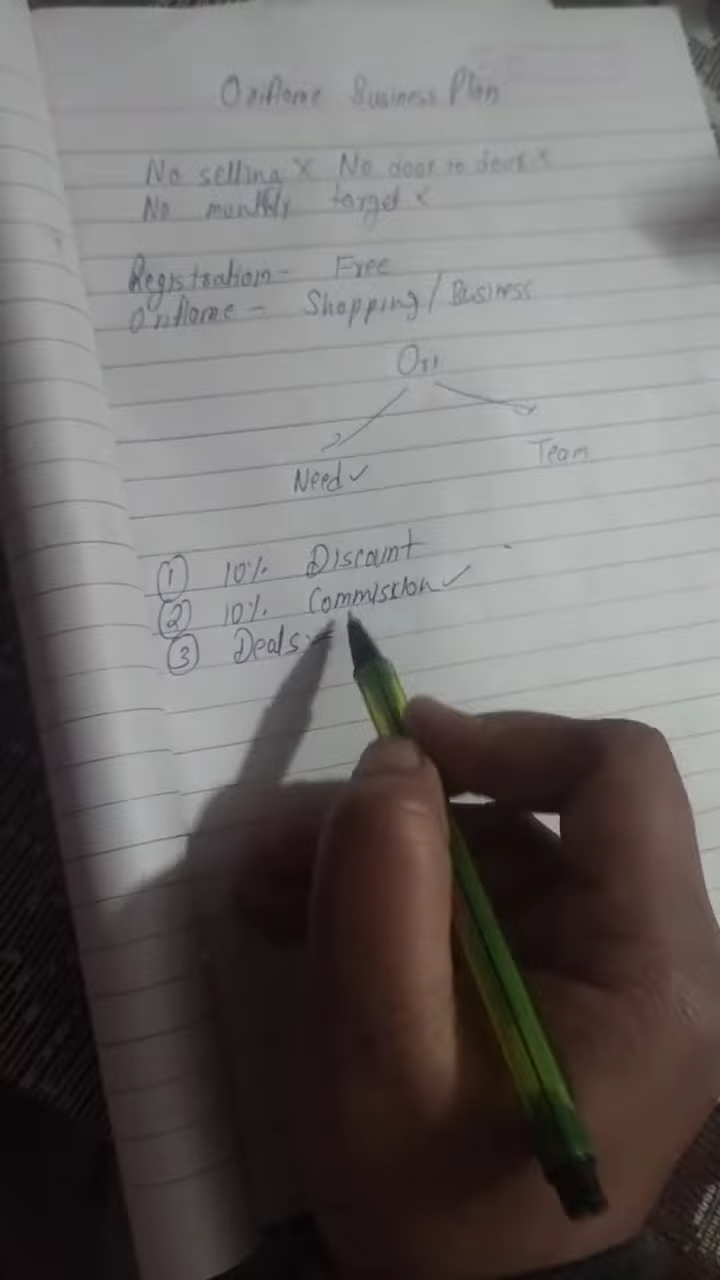 Oriflame Business Plan
No selling × No door to door ×
No monthly target ×
Registration - Free
Oriflame - Shopping / Business
Ori
Need ✓ Team
① 10% Discount
② 10% Commission ✓
③ Deals :-